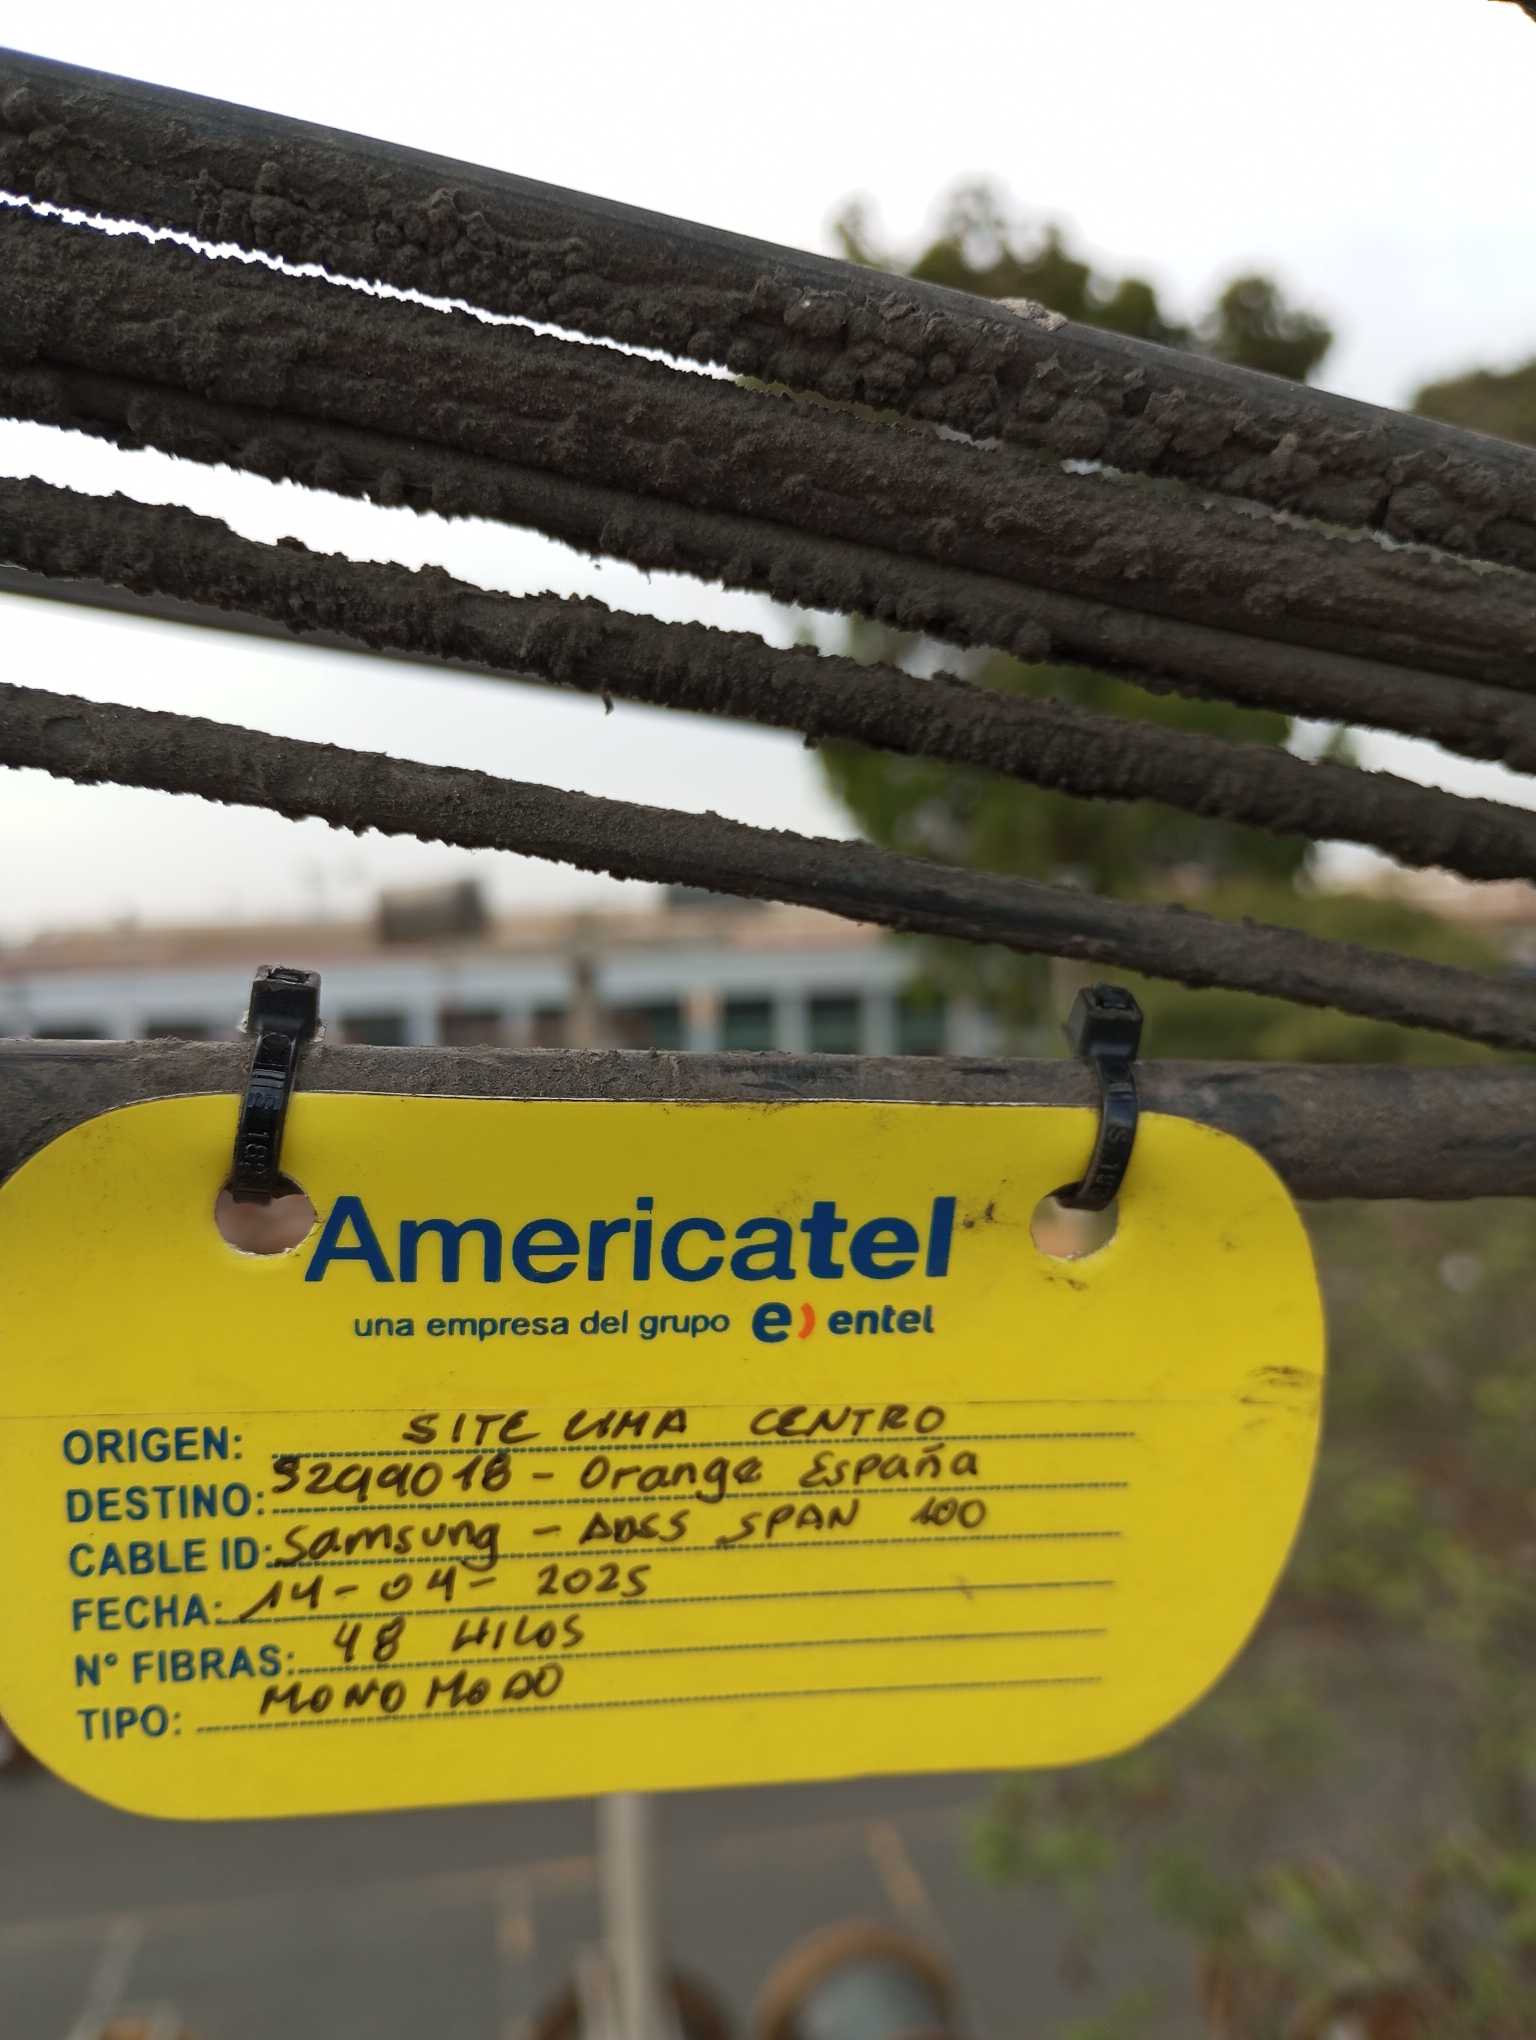 Americatel
una empresa del grupo e) entel
ORIGEN: SITE LIMA CENTRO
DESTINO: 5299018 - Orange España
CABLE ID: Samsung - ADSS SPAN 100
FECHA: 14-04-2025
N° FIBRAS: 48 HILOS
TIPO: MONO MODO